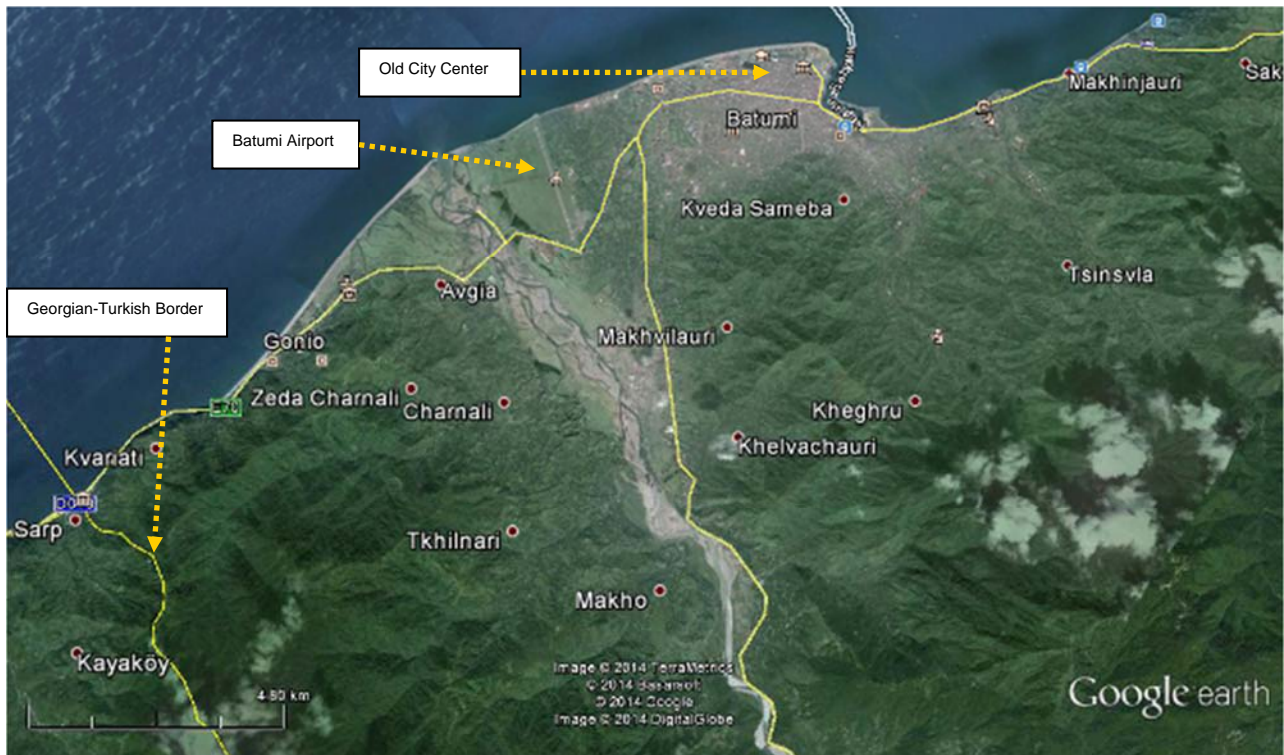 Old City Center
Makhinjauri
Sak
Batumi Airport
Batumi
Kveda Sameba
Tsinsvla
Georgian-Turkish Border
Avgia
Gonio
Makhvilauri
Zeda Charnali
Charnali
Kheghru
Kvariati
Khelvachauri
Sarp
Tkhilnari
Makho
Kayaköy
Image © 2014 TerraMetrics
© 2014 Basarsoft
© 2014 Google
Image © 2014 DigitalGlobe
4.80 km
Google earth